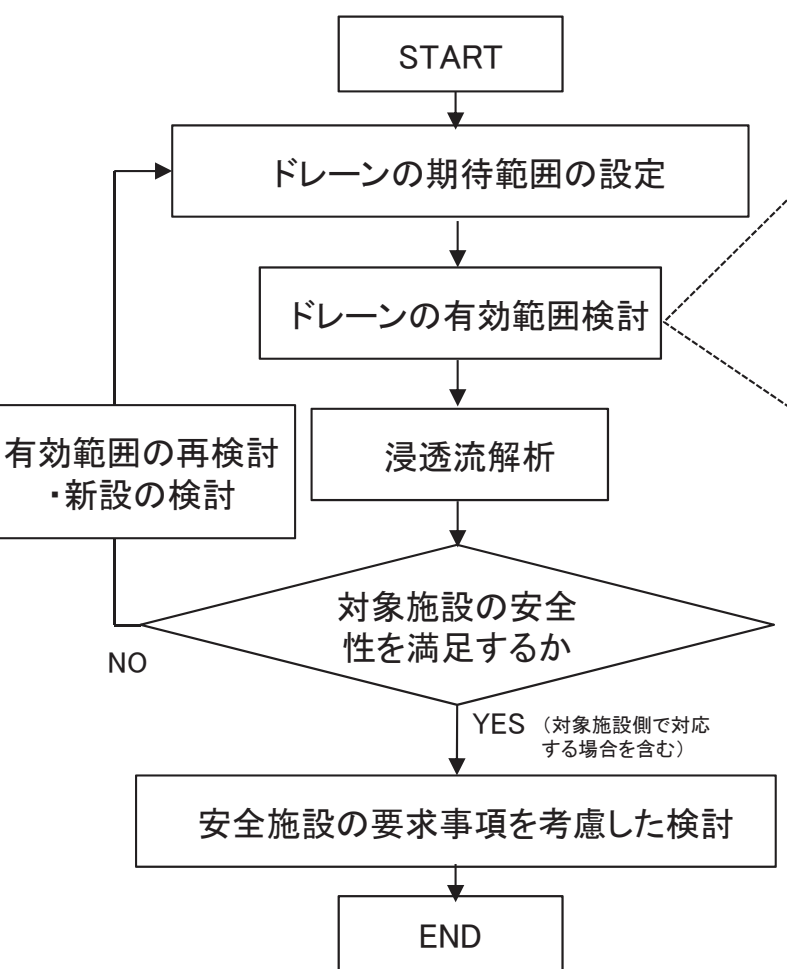 START
ドレーンの期待範囲の設定
ドレーンの有効範囲検討
有効範囲の再検討
・新設の検討
浸透流解析
対象施設の安全
性を満足するか
NO
YES (対象施設側で対応
する場合を含む)
安全施設の要求事項を考慮した検討
END